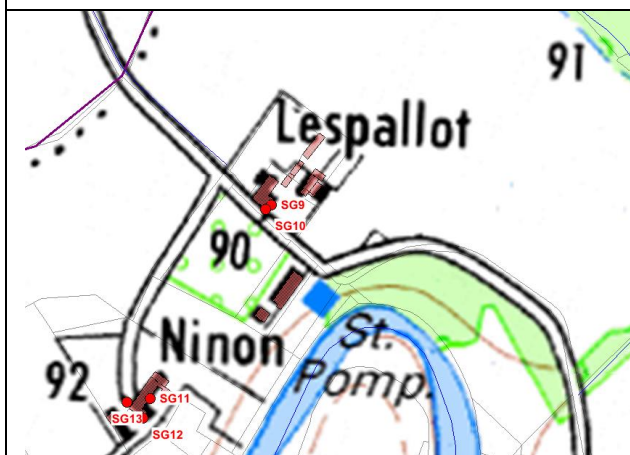 91
Lespallot
SG9
SG10
90
St.
Ninon
Pomp.
92
SG11
SG13
SG12